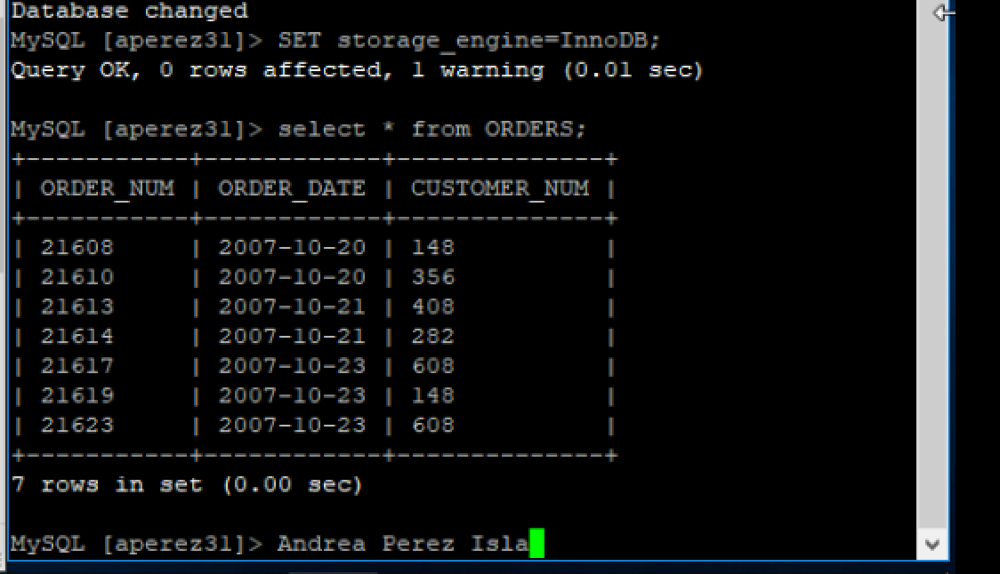 Database changed
MySQL [aperez31]> SET storage_engine=InnoDB;
Query OK, 0 rows affected, 1 warning (0.01 sec)
MySQL [aperez31]> select * from ORDERS;
+-----------+------------+--------------+
| ORDER_NUM | ORDER_DATE | CUSTOMER_NUM |
+-----------+------------+--------------+
| 21608     | 2007-10-20 | 148          |
| 21610     | 2007-10-20 | 356          |
| 21613     | 2007-10-21 | 408          |
| 21614     | 2007-10-21 | 282          |
| 21617     | 2007-10-23 | 608          |
| 21619     | 2007-10-23 | 148          |
| 21623     | 2007-10-23 | 608          |
+-----------+------------+--------------+
7 rows in set (0.00 sec)
MySQL [aperez31]> Andrea Perez Isla